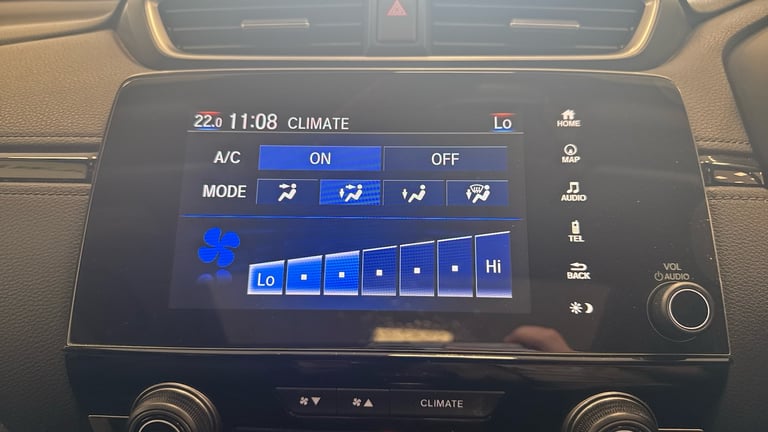 22.0 11:08 CLIMATE Lo
HOME
A/C ON OFF
MAP
MODE
AUDIO
TEL
Lo Hi
BACK
VOL
AUDIO
CLIMATE